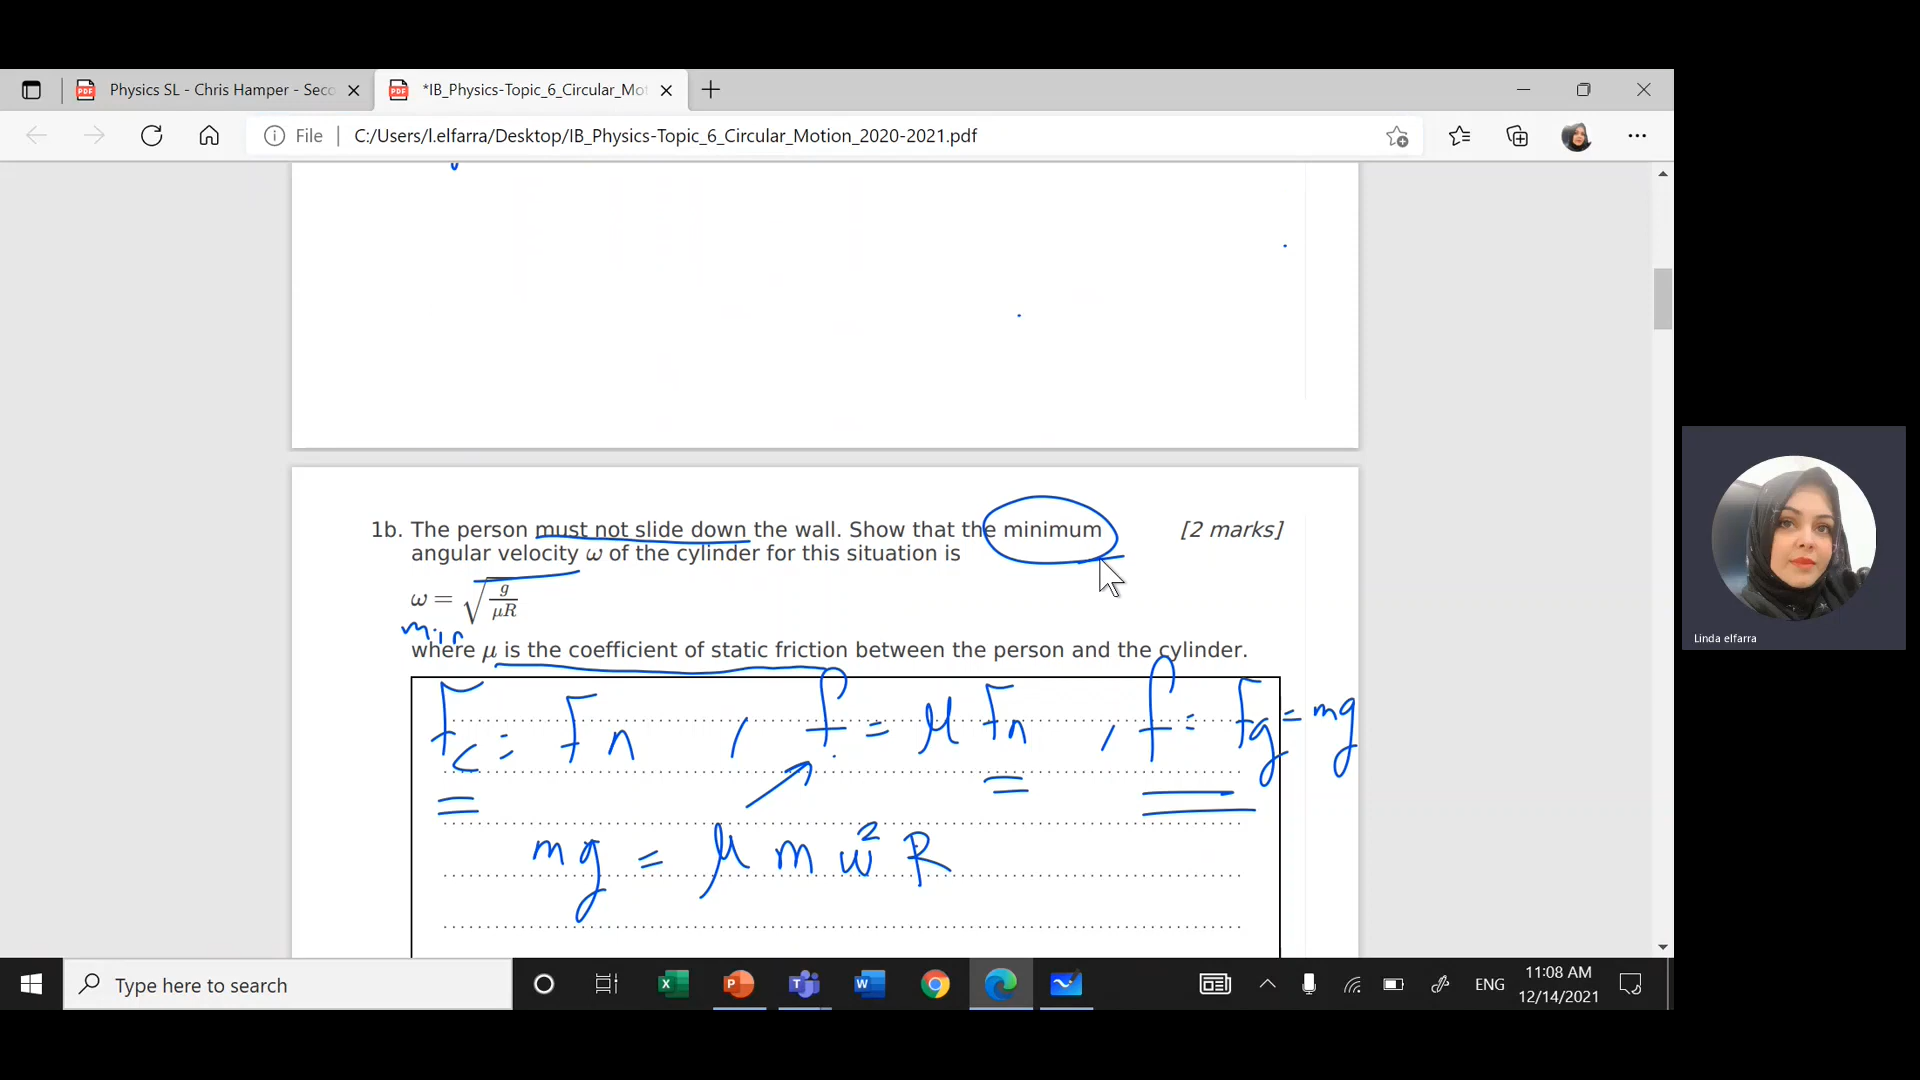 Physics SL - Chris Hamper - Seco
*IB_Physics-Topic_6_Circular_Mot
File
C:/Users/l.elfarra/Desktop/IB_Physics-Topic_6_Circular_Motion_2020-2021.pdf
1b. The person must not slide down the wall. Show that the minimum [2 marks]
angular velocity ω of the cylinder for this situation is
ω = √(g/μR)
min
where μ is the coefficient of static friction between the person and the cylinder.
Fc = Fn , f = μ Fn , f = Fg = mg
mg = μ m ω² R
Linda elfarra
Type here to search
ENG
11:08 AM
12/14/2021